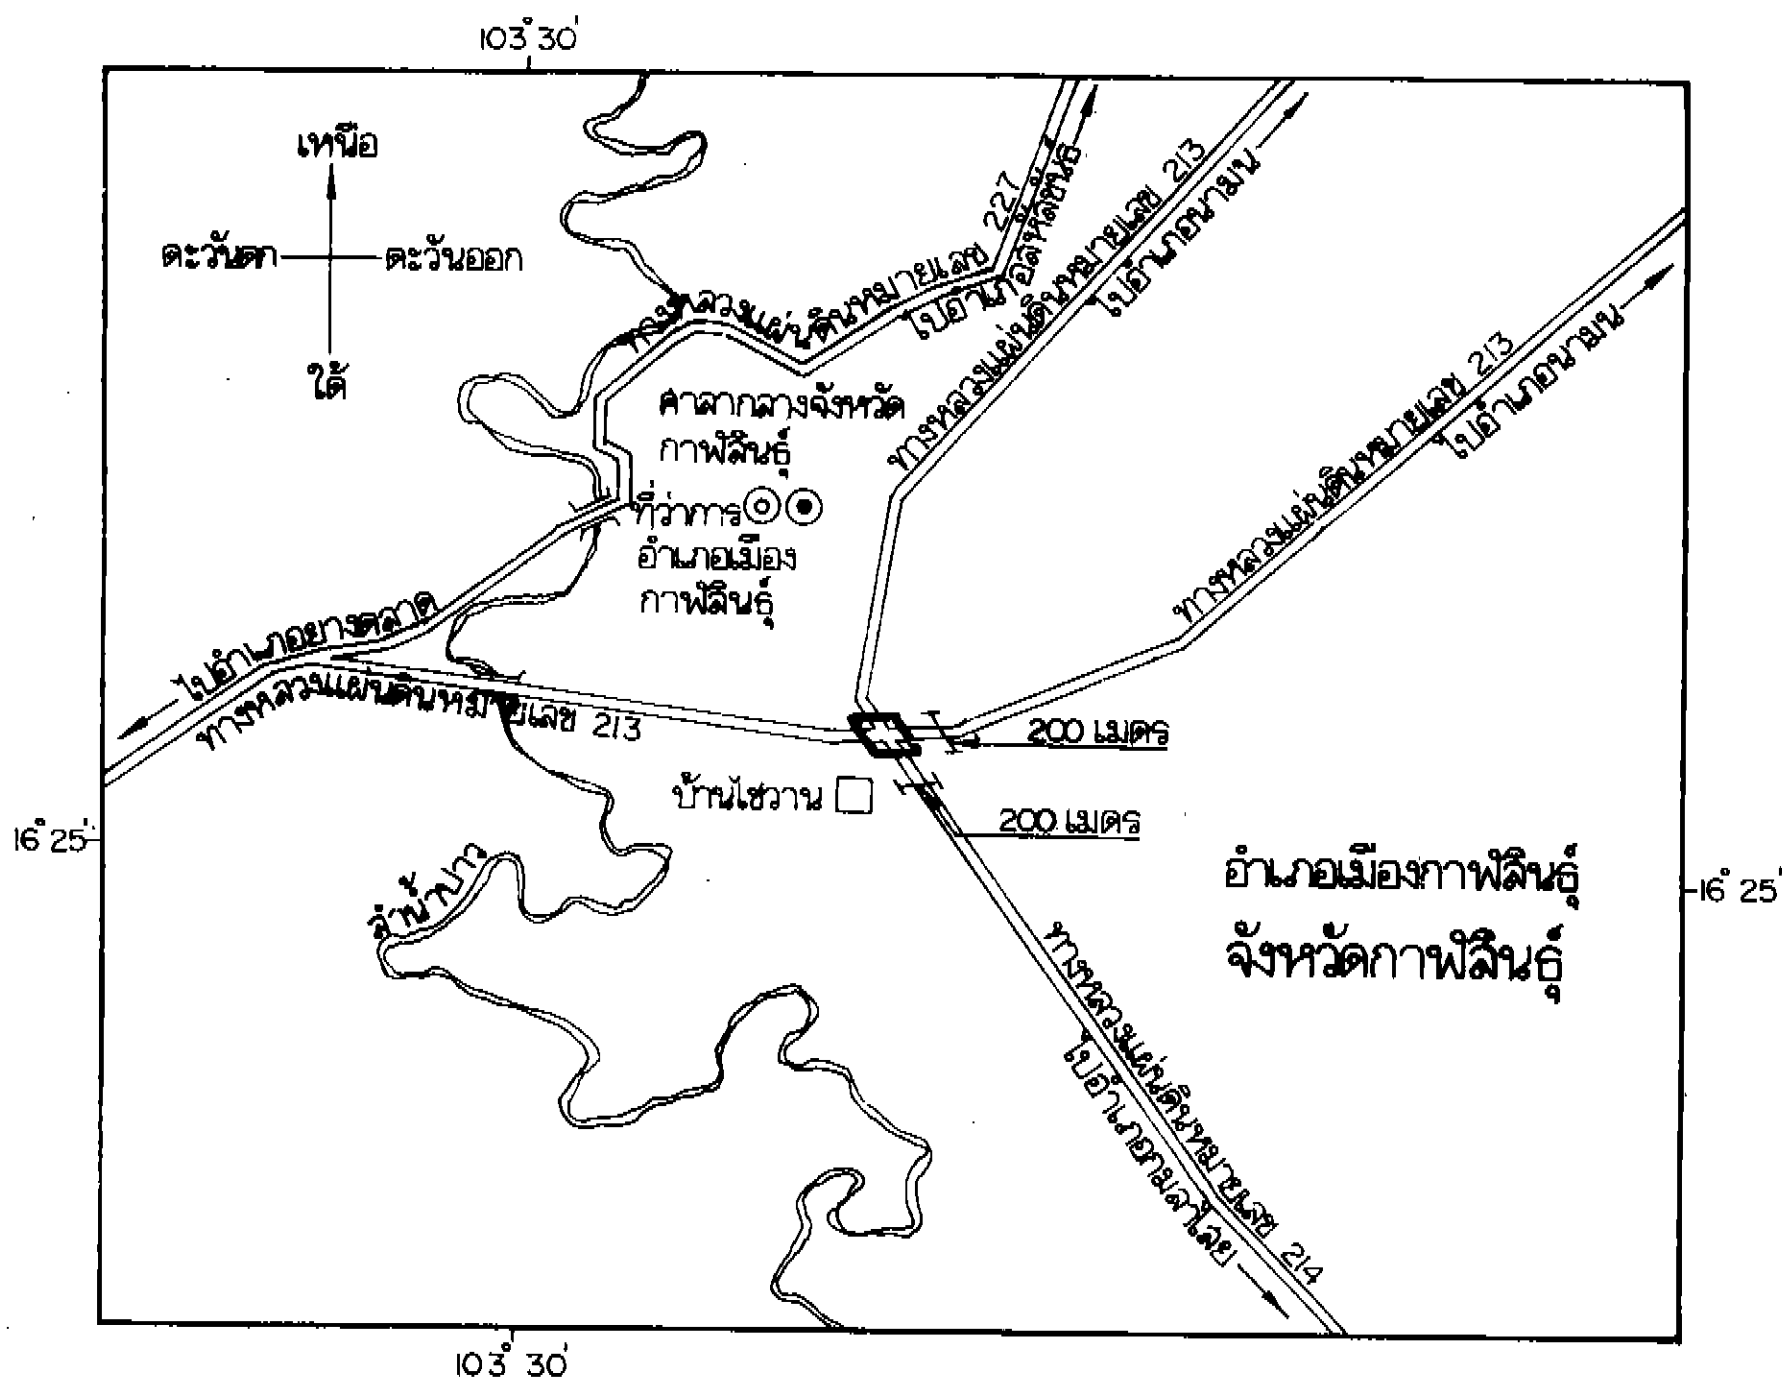 103° 30'
เหนือ
ตะวันตก
ตะวันออก
ใต้
ทางหลวงแผ่นดินหมายเลข 227
ไปอำเภอสหัสขันธ์
ทางหลวงแผ่นดินหมายเลข 213
ไปอำเภอนามน
ทางหลวงแผ่นดินหมายเลข 213
ไปอำเภอนามน
ศาลากลางจังหวัด
กาฬสินธุ์
ที่ว่าการ
อำเภอเมือง
กาฬสินธุ์
ไปอำเภอยางตลาด
ทางหลวงแผ่นดินหมายเลข 213
200 เมตร
บ้านไชวาน
200 เมตร
16° 25'
ลำน้ำปาว
อำเภอเมืองกาฬสินธุ์
จังหวัดกาฬสินธุ์
16° 25'
ทางหลวงแผ่นดินหมายเลข 214
ไปอำเภอกมลาไสย
103° 30'